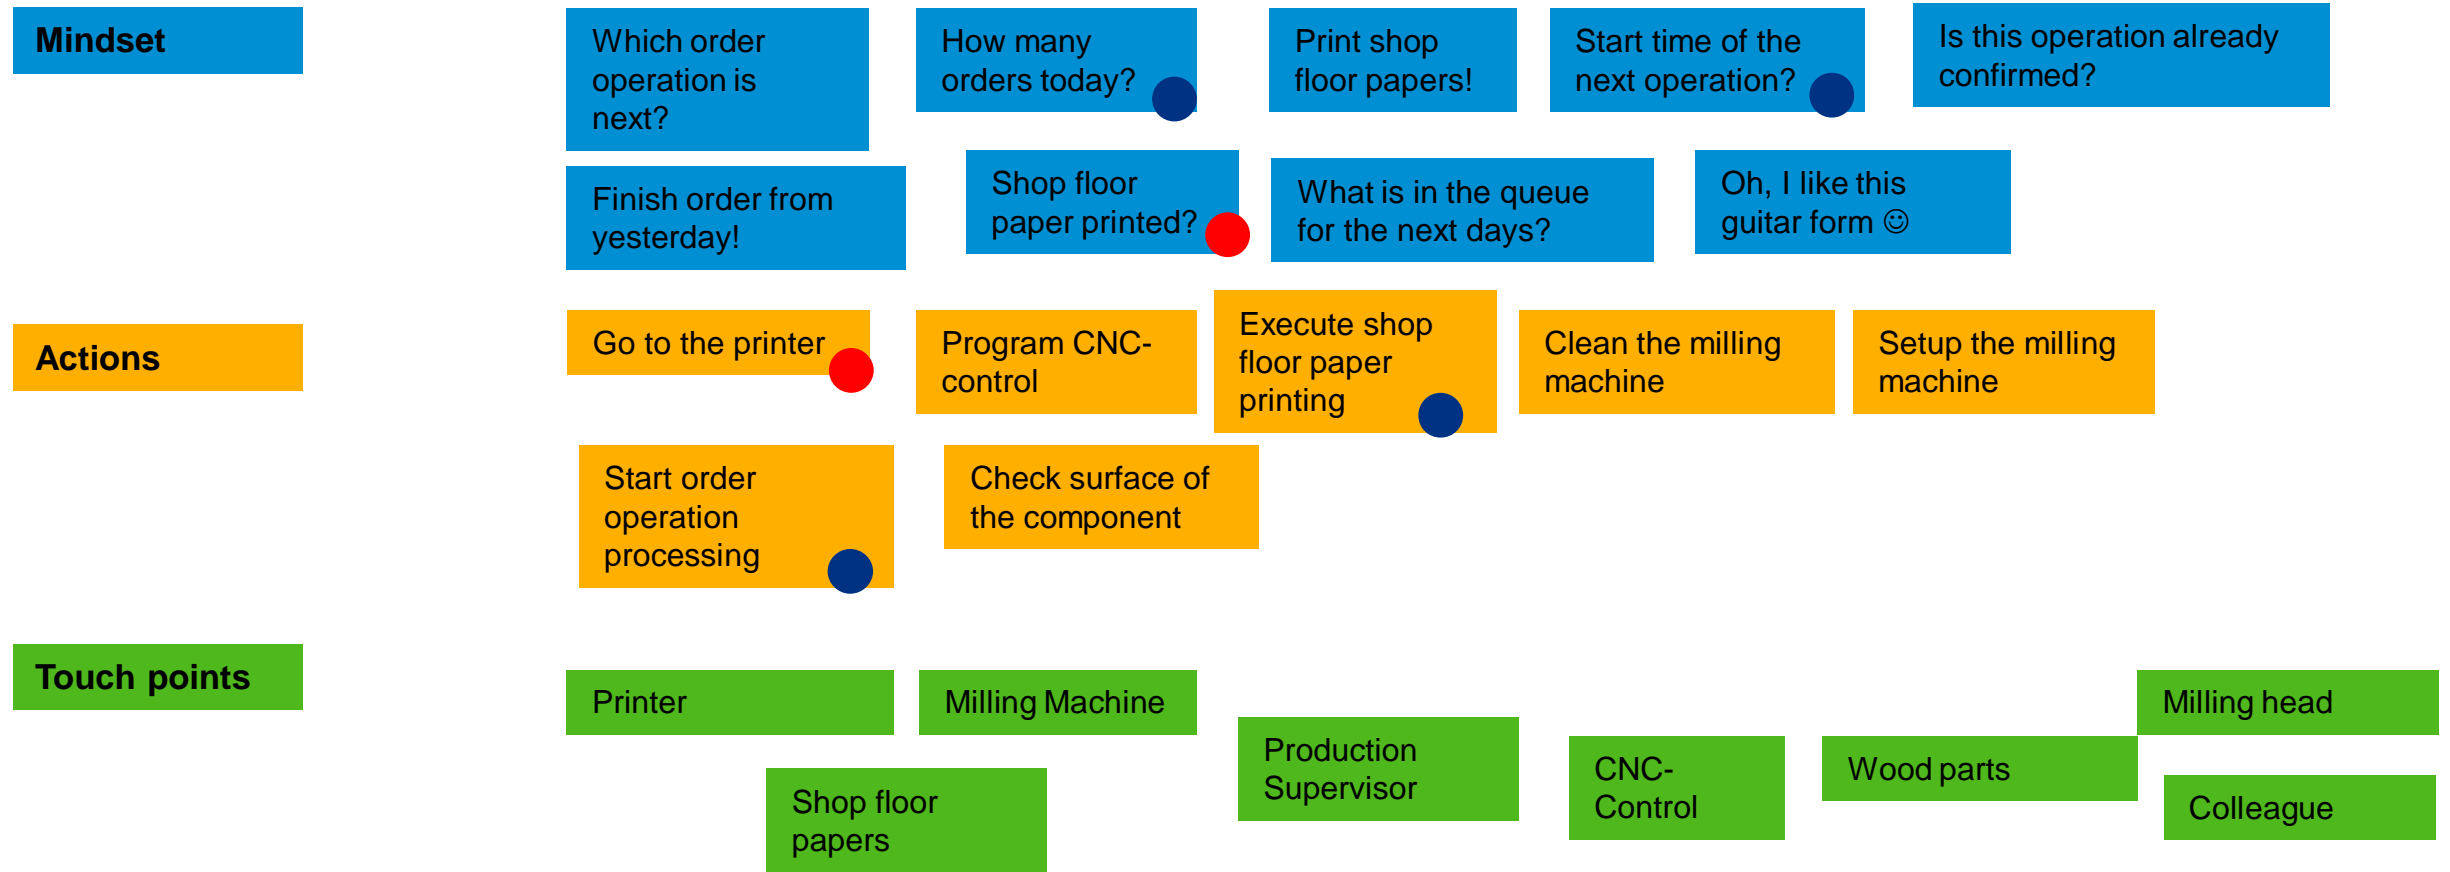 Mindset
Which order
operation is
next?
How many
orders today?
Print shop
floor papers!
Start time of the
next operation?
Is this operation already
confirmed?
Finish order from
yesterday!
Shop floor
paper printed?
What is in the queue
for the next days?
Oh, I like this
guitar form ☺
Actions
Go to the printer
Program CNC-
control
Execute shop
floor paper
printing
Clean the milling
machine
Setup the milling
machine
Start order
operation
processing
Check surface of
the component
Touch points
Printer
Milling Machine
Shop floor
papers
Production
Supervisor
CNC-
Control
Wood parts
Milling head
Colleague